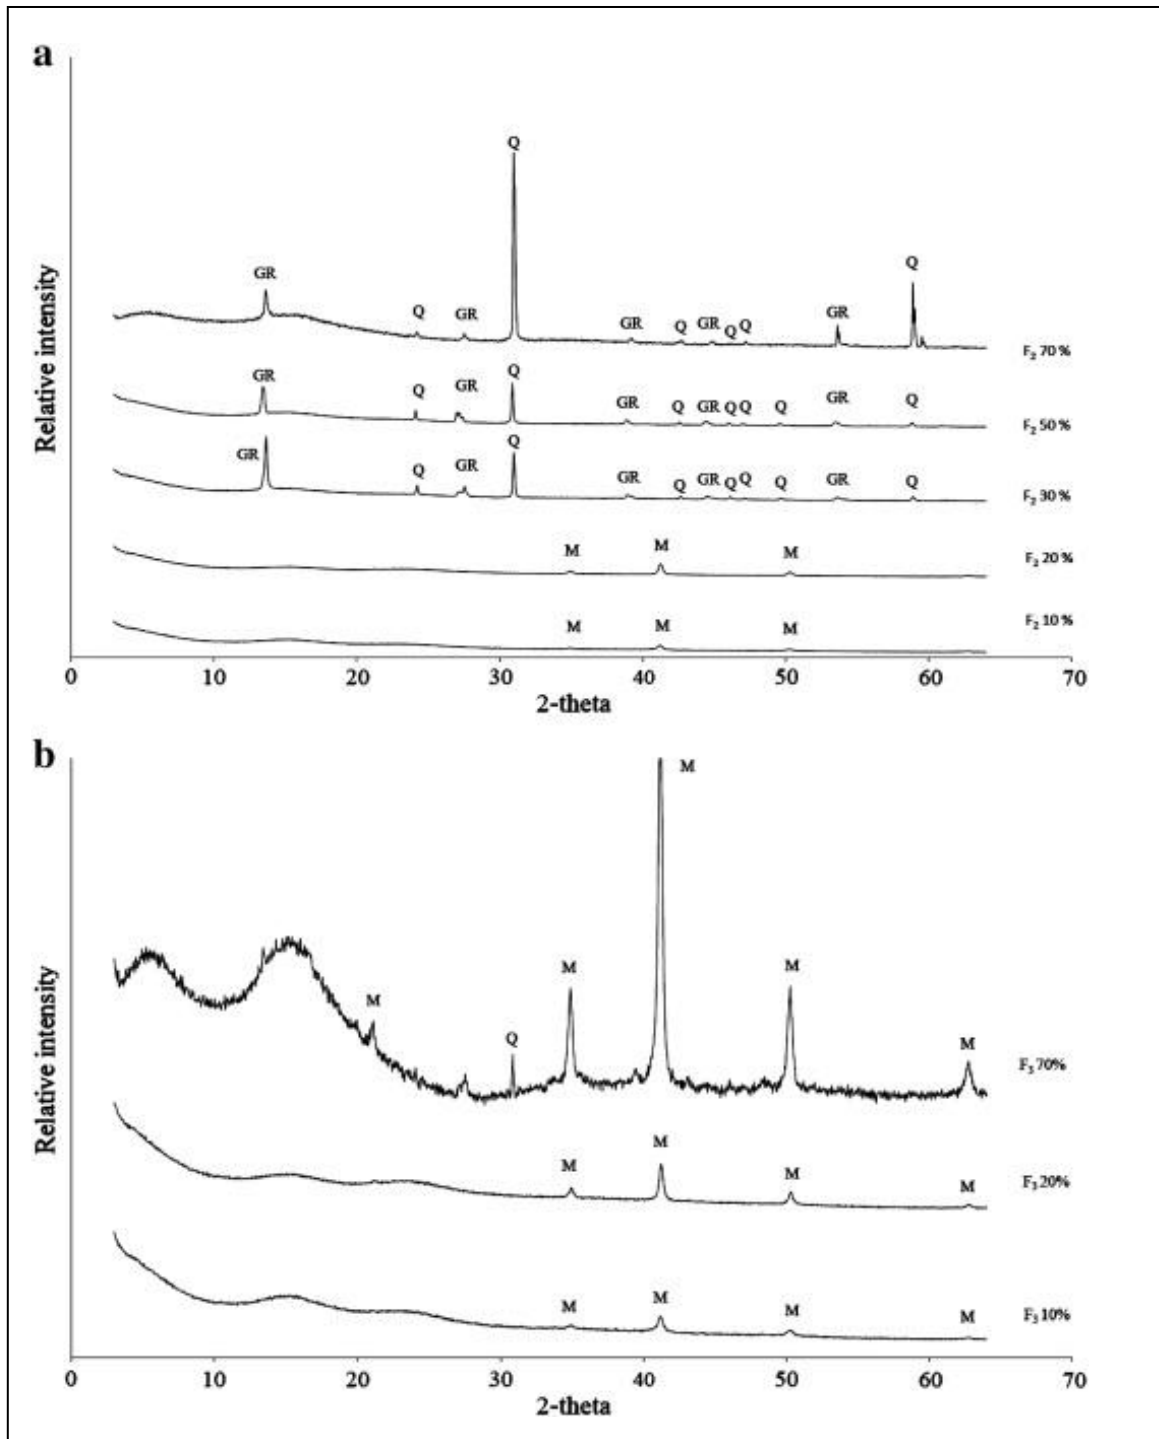 a
Relative intensity
Q
Q
GR
Q
GR
GR
Q
GR
Q
Q
GR
F₂ 70 %
Q
GR
Q
GR
GR
Q
GR
Q
Q
Q
GR
Q
F₂ 50 %
Q
GR
Q
GR
GR
Q
GR
Q
Q
Q
GR
Q
F₂ 30 %
M
M
M
F₂ 20 %
M
M
M
F₂ 10 %
0 10 20 30 40 50 60 70
2-theta
b
Relative intensity
M
M
M
M
Q
M
F₃ 70%
M
M
M
M
F₃ 20%
M
M
M
M
F₃ 10%
0 10 20 30 40 50 60 70
2-theta